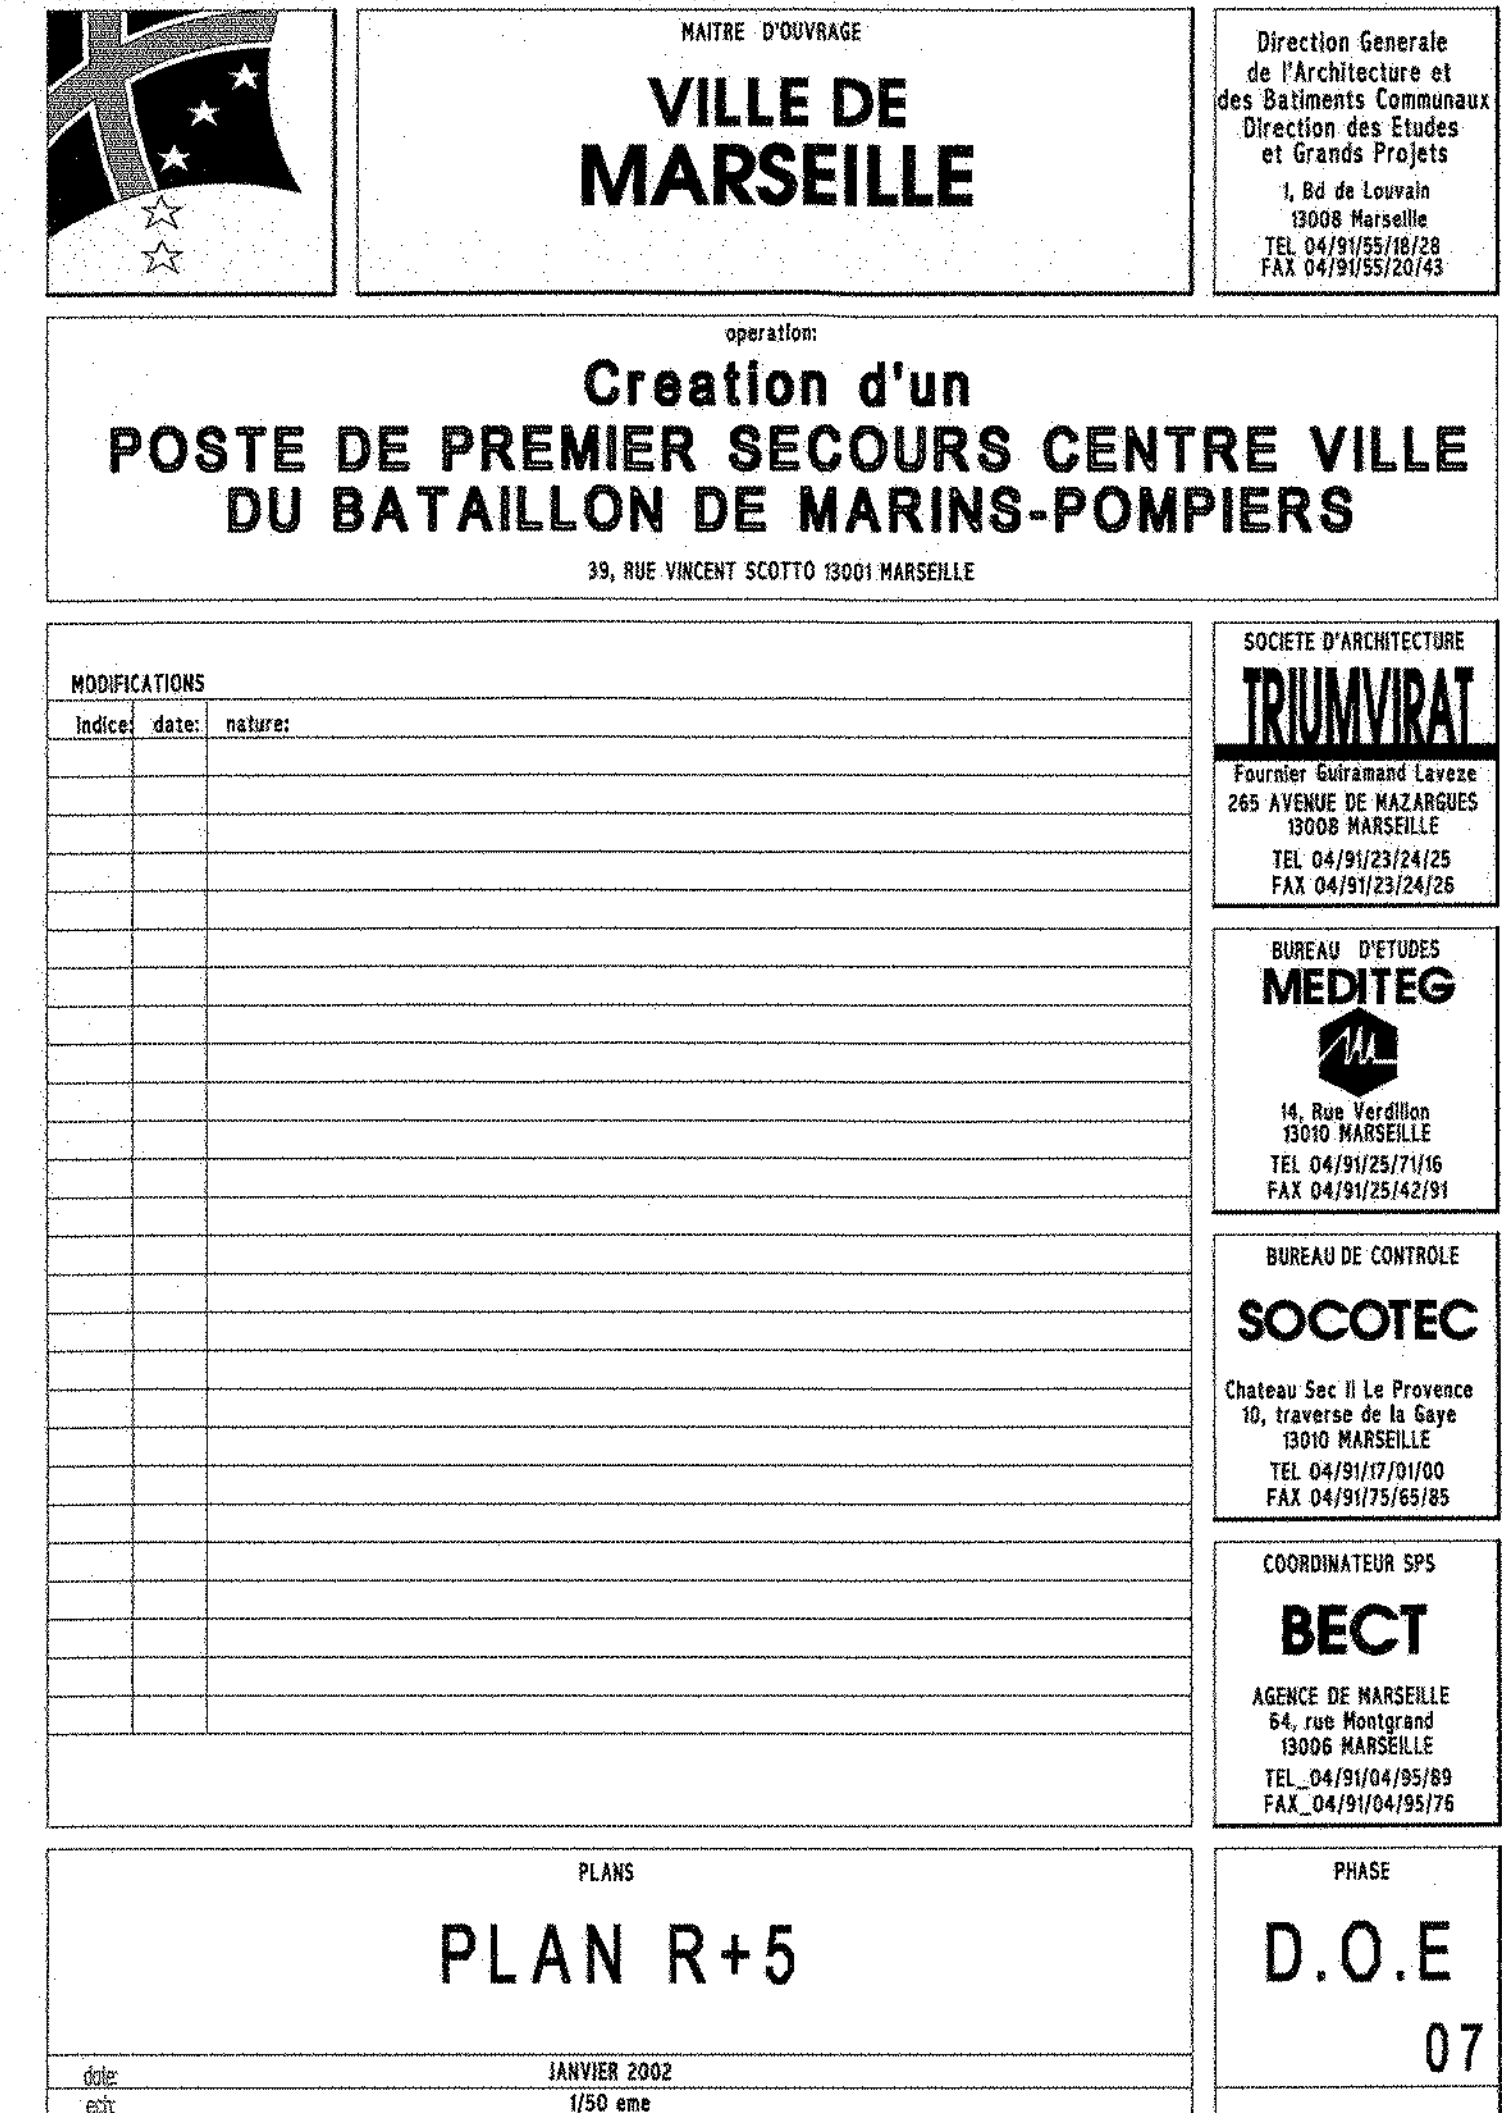 MAITRE D'OUVRAGE
VILLE DE
MARSEILLE
Direction Generale
de l'Architecture et
des Batiments Communaux
Direction des Etudes
et Grands Projets
1, Bd de Louvain
13008 Marseille
TEL 04/91/55/18/28
FAX 04/91/55/20/43
operation:
Creation d'un
POSTE DE PREMIER SECOURS CENTRE VILLE
DU BATAILLON DE MARINS-POMPIERS
39, RUE VINCENT SCOTTO 13001 MARSEILLE
MODIFICATIONS
indice: date: nature:
SOCIETE D'ARCHITECTURE
TRIUMVIRAT
Fournier Guiramand Laveze
265 AVENUE DE MAZARGUES
13008 MARSEILLE
TEL 04/91/23/24/25
FAX 04/91/23/24/26
BUREAU D'ETUDES
MEDITEG
14, Rue Verdillon
13010 MARSEILLE
TEL 04/91/25/71/16
FAX 04/91/25/42/91
BUREAU DE CONTROLE
SOCOTEC
Chateau Sec II Le Provence
10, traverse de la Gaye
13010 MARSEILLE
TEL 04/91/17/01/00
FAX 04/91/75/65/85
COORDINATEUR SPS
BECT
AGENCE DE MARSEILLE
64, rue Montgrand
13006 MARSEILLE
TEL_04/91/04/95/89
FAX_04/91/04/95/76
PLANS
PLAN R+5
PHASE
D.O.E
07
date: JANVIER 2002
ech: 1/50 eme